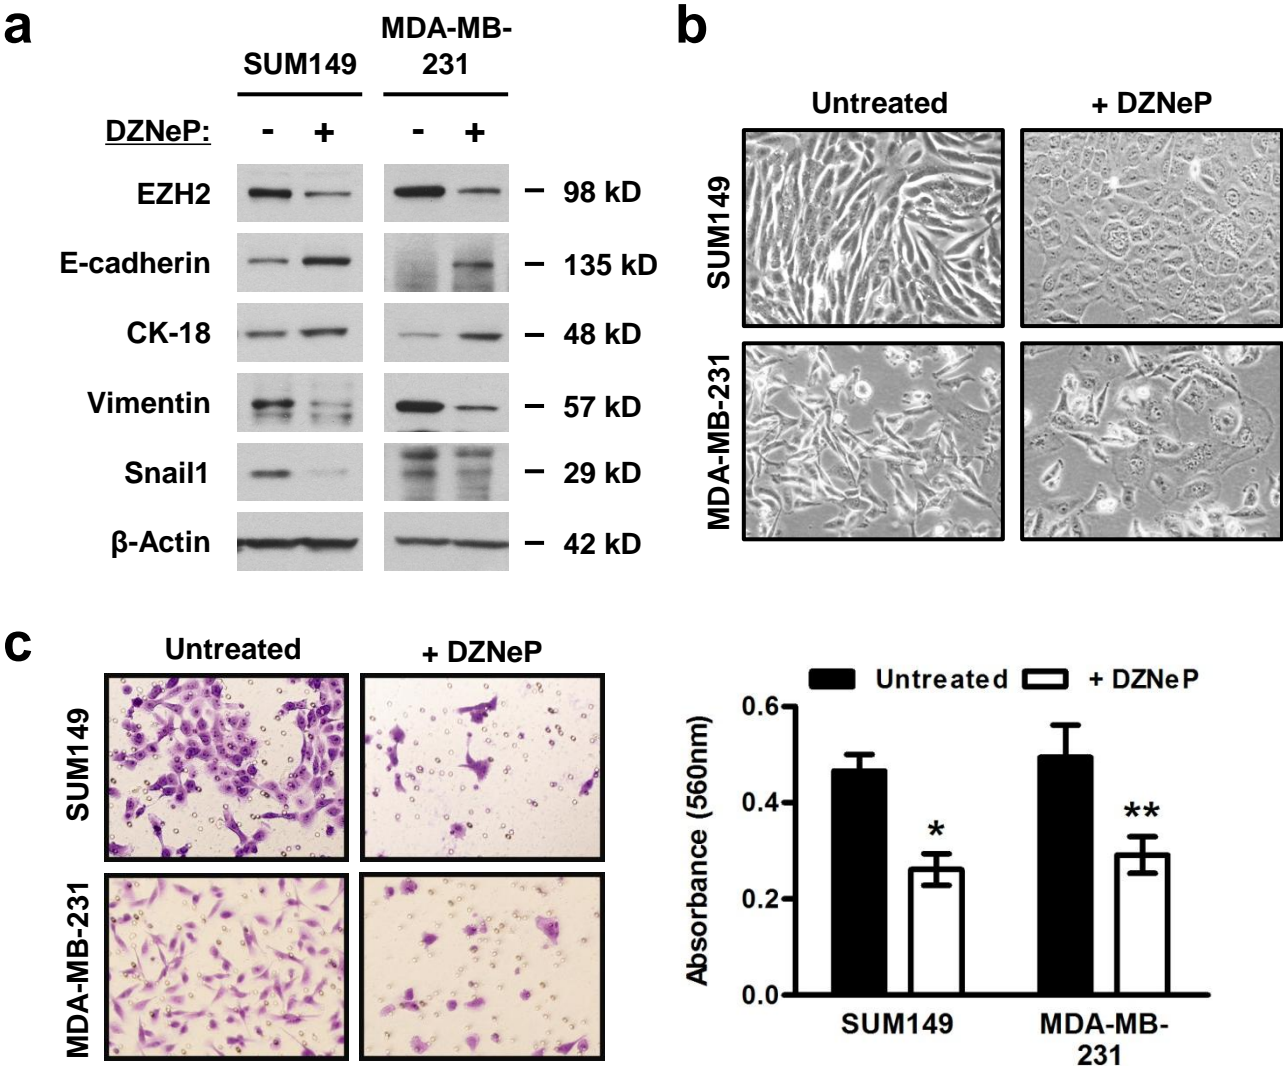 a
SUM149
MDA-MB-
231
DZNeP: - + - +
EZH2 – 98 kD
E-cadherin – 135 kD
CK-18 – 48 kD
Vimentin – 57 kD
Snail1 – 29 kD
β-Actin – 42 kD
b
Untreated + DZNeP
SUM149
MDA-MB-231
c
Untreated + DZNeP
SUM149
MDA-MB-231
Untreated + DZNeP
Absorbance (560nm)
0.6
0.4
0.2
0.0
*
**
SUM149
MDA-MB-
231